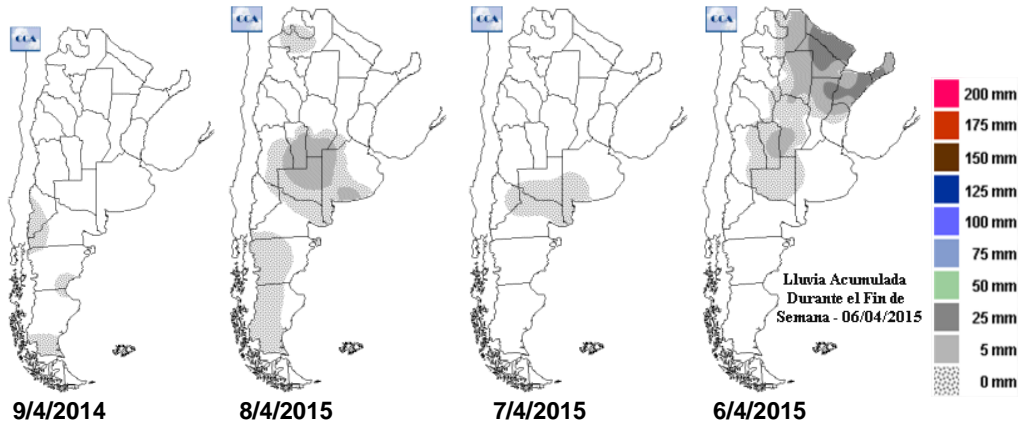 CCA
CCA
CCA
CCA
200 mm
175 mm
150 mm
125 mm
100 mm
75 mm
50 mm
25 mm
5 mm
0 mm
Lluvia Acumulada
Durante el Fin de
Semana - 06/04/2015
9/4/2014
8/4/2015
7/4/2015
6/4/2015